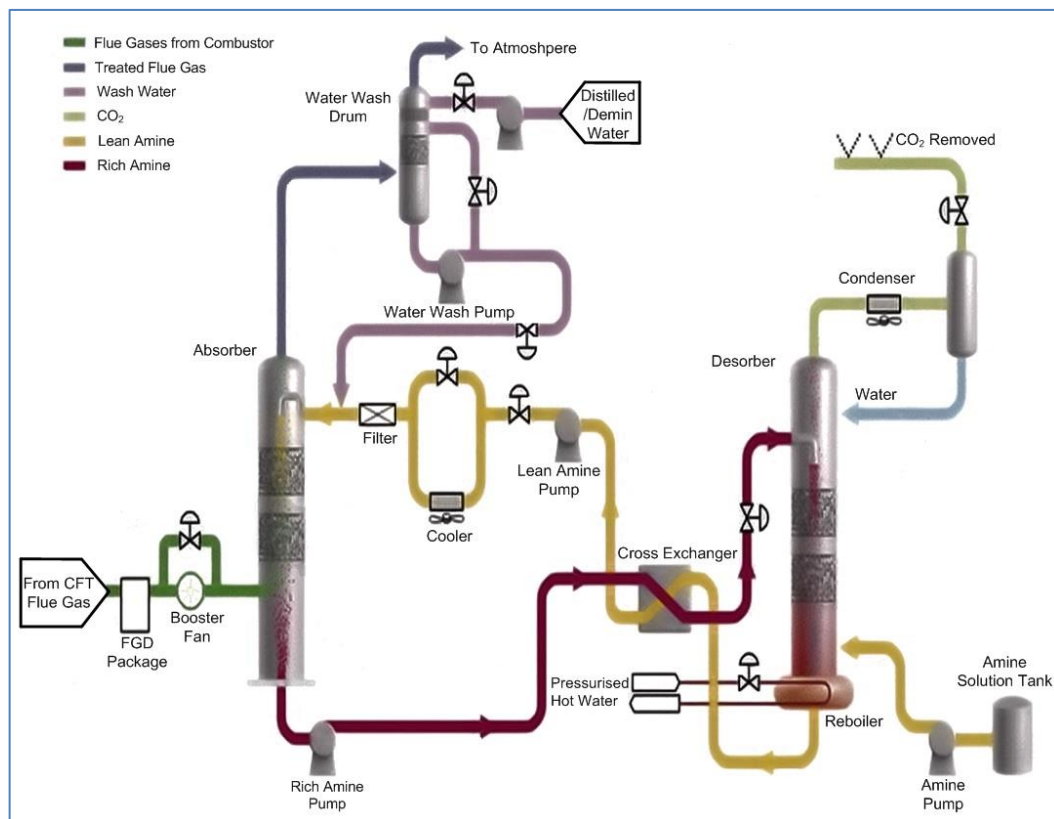 Flue Gases from Combustor
Treated Flue Gas
Wash Water
CO₂
Lean Amine
Rich Amine
To Atmoshpere
Water Wash
Drum
Distilled
/Demin
Water
CO₂ Removed
Condenser
Water Wash Pump
Absorber
Desorber
Water
Filter
Lean Amine
Pump
Cooler
Cross Exchanger
From CFT
Flue Gas
Booster
Fan
FGD
Package
Pressurised
Hot Water
Reboiler
Amine
Solution Tank
Rich Amine
Pump
Amine
Pump